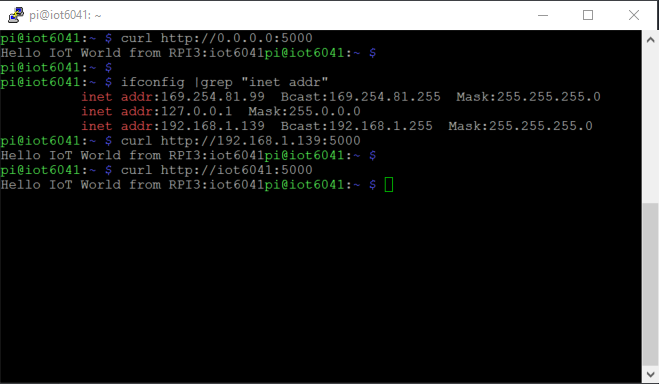 pi@iot6041: ~
pi@iot6041:~ $ curl http://0.0.0.0:5000
Hello IoT World from RPI3:iot6041pi@iot6041:~ $
pi@iot6041:~ $
pi@iot6041:~ $ ifconfig |grep "inet addr"
          inet addr:169.254.81.99  Bcast:169.254.81.255  Mask:255.255.255.0
          inet addr:127.0.0.1  Mask:255.0.0.0
          inet addr:192.168.1.139  Bcast:192.168.1.255  Mask:255.255.255.0
pi@iot6041:~ $ curl http://192.168.1.139:5000
Hello IoT World from RPI3:iot6041pi@iot6041:~ $
pi@iot6041:~ $ curl http://iot6041:5000
Hello IoT World from RPI3:iot6041pi@iot6041:~ $